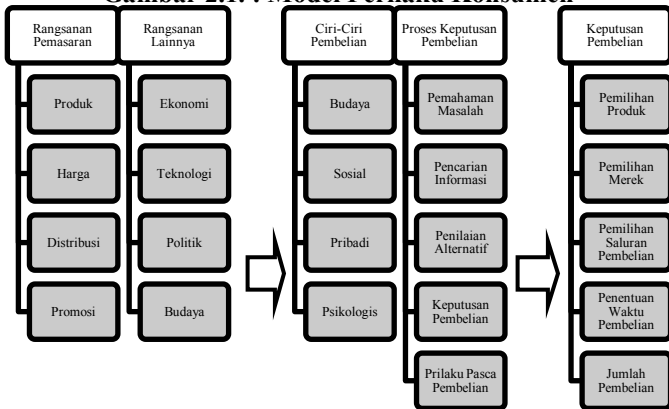 Gambar 2.1. : Model Perilaku Konsumen
Rangsanan
Pemasaran
Produk
Harga
Distribusi
Promosi
Rangsanan
Lainnya
Ekonomi
Teknologi
Politik
Budaya
Ciri-Ciri
Pembelian
Budaya
Sosial
Pribadi
Psikologis
Proses Keputusan
Pembelian
Pemahaman
Masalah
Pencarian
Informasi
Penilaian
Alternatif
Keputusan
Pembelian
Prilaku Pasca
Pembelian
Keputusan
Pembelian
Pemilihan
Produk
Pemilihan
Merek
Pemilihan
Saluran
Pembelian
Penentuan
Waktu
Pembelian
Jumlah
Pembelian